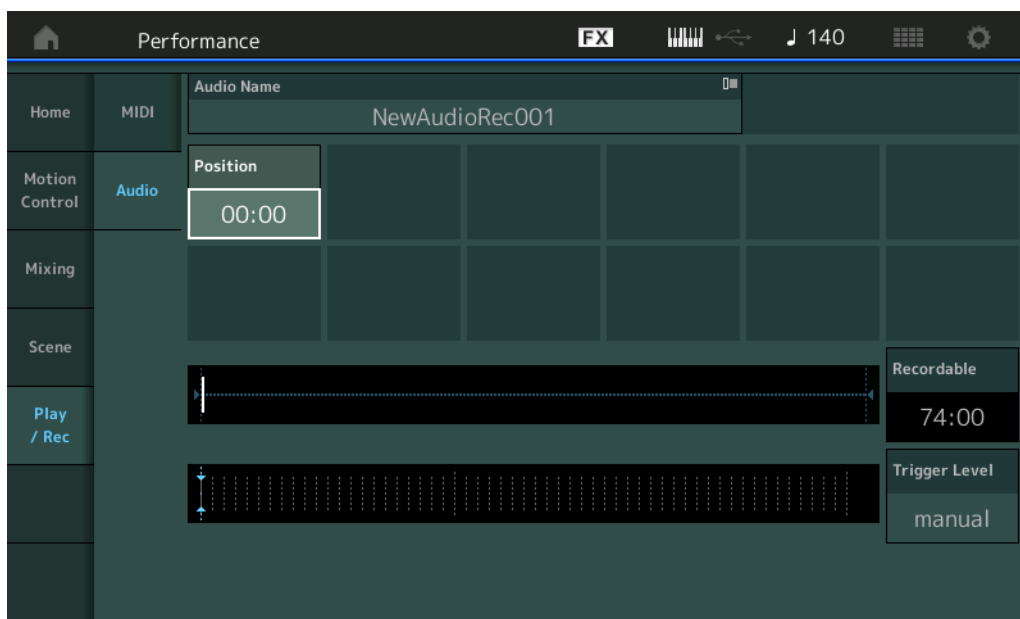 Performance
FX
♩ 140
Home
Motion
Control
Mixing
Scene
Play
/ Rec
MIDI
Audio
Audio Name
NewAudioRec001
Position
00:00
Recordable
74:00
Trigger Level
manual